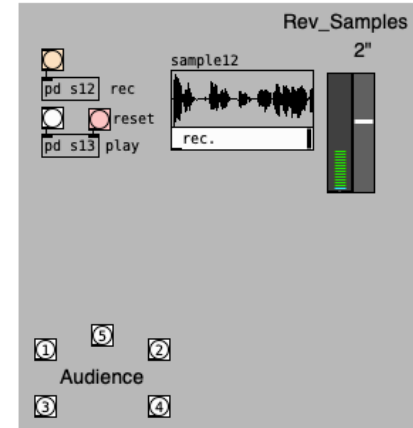 Rev_Samples
2"
sample12
pd s12 rec
reset
pd s13 play
rec.
5
1 2
Audience
3 4